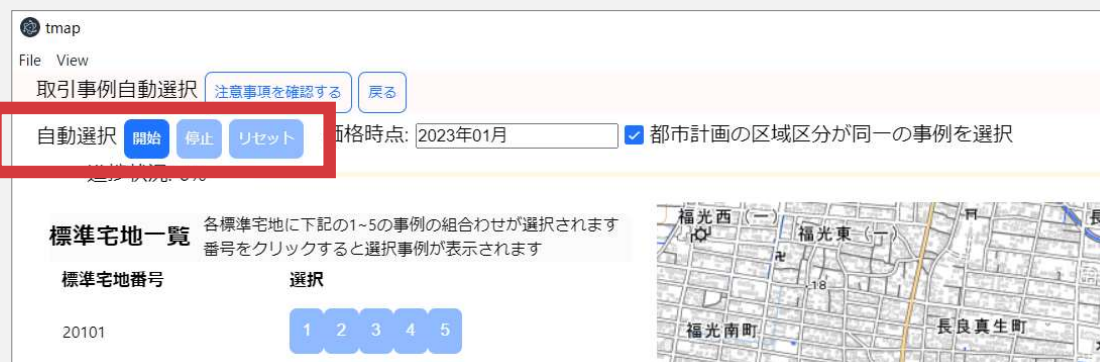 tmap
File View
取引事例自動選択 注意事項を確認する 戻る
自動選択 開始 停止 リセット 価格時点: 2023年01月 都市計画の区域区分が同一の事例を選択
進捗状況: 0%
標準宅地一覧 各標準宅地に下記の1~5の事例の組合わせが選択されます
番号をクリックすると選択事例が表示されます
標準宅地番号 選択
20101 1 2 3 4 5
福光西(一)
福光東(一)
18
福光南町
長良真生町